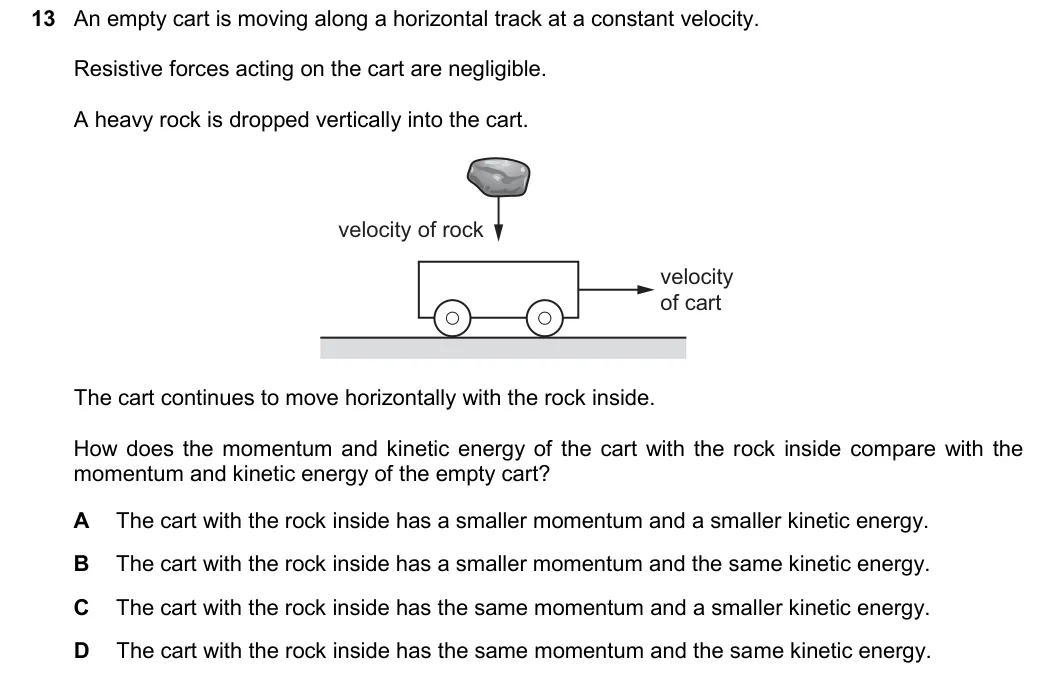 13 An empty cart is moving along a horizontal track at a constant velocity.
Resistive forces acting on the cart are negligible.
A heavy rock is dropped vertically into the cart.
velocity of rock
velocity
of cart
The cart continues to move horizontally with the rock inside.
How does the momentum and kinetic energy of the cart with the rock inside compare with the
momentum and kinetic energy of the empty cart?
A The cart with the rock inside has a smaller momentum and a smaller kinetic energy.
B The cart with the rock inside has a smaller momentum and the same kinetic energy.
C The cart with the rock inside has the same momentum and a smaller kinetic energy.
D The cart with the rock inside has the same momentum and the same kinetic energy.